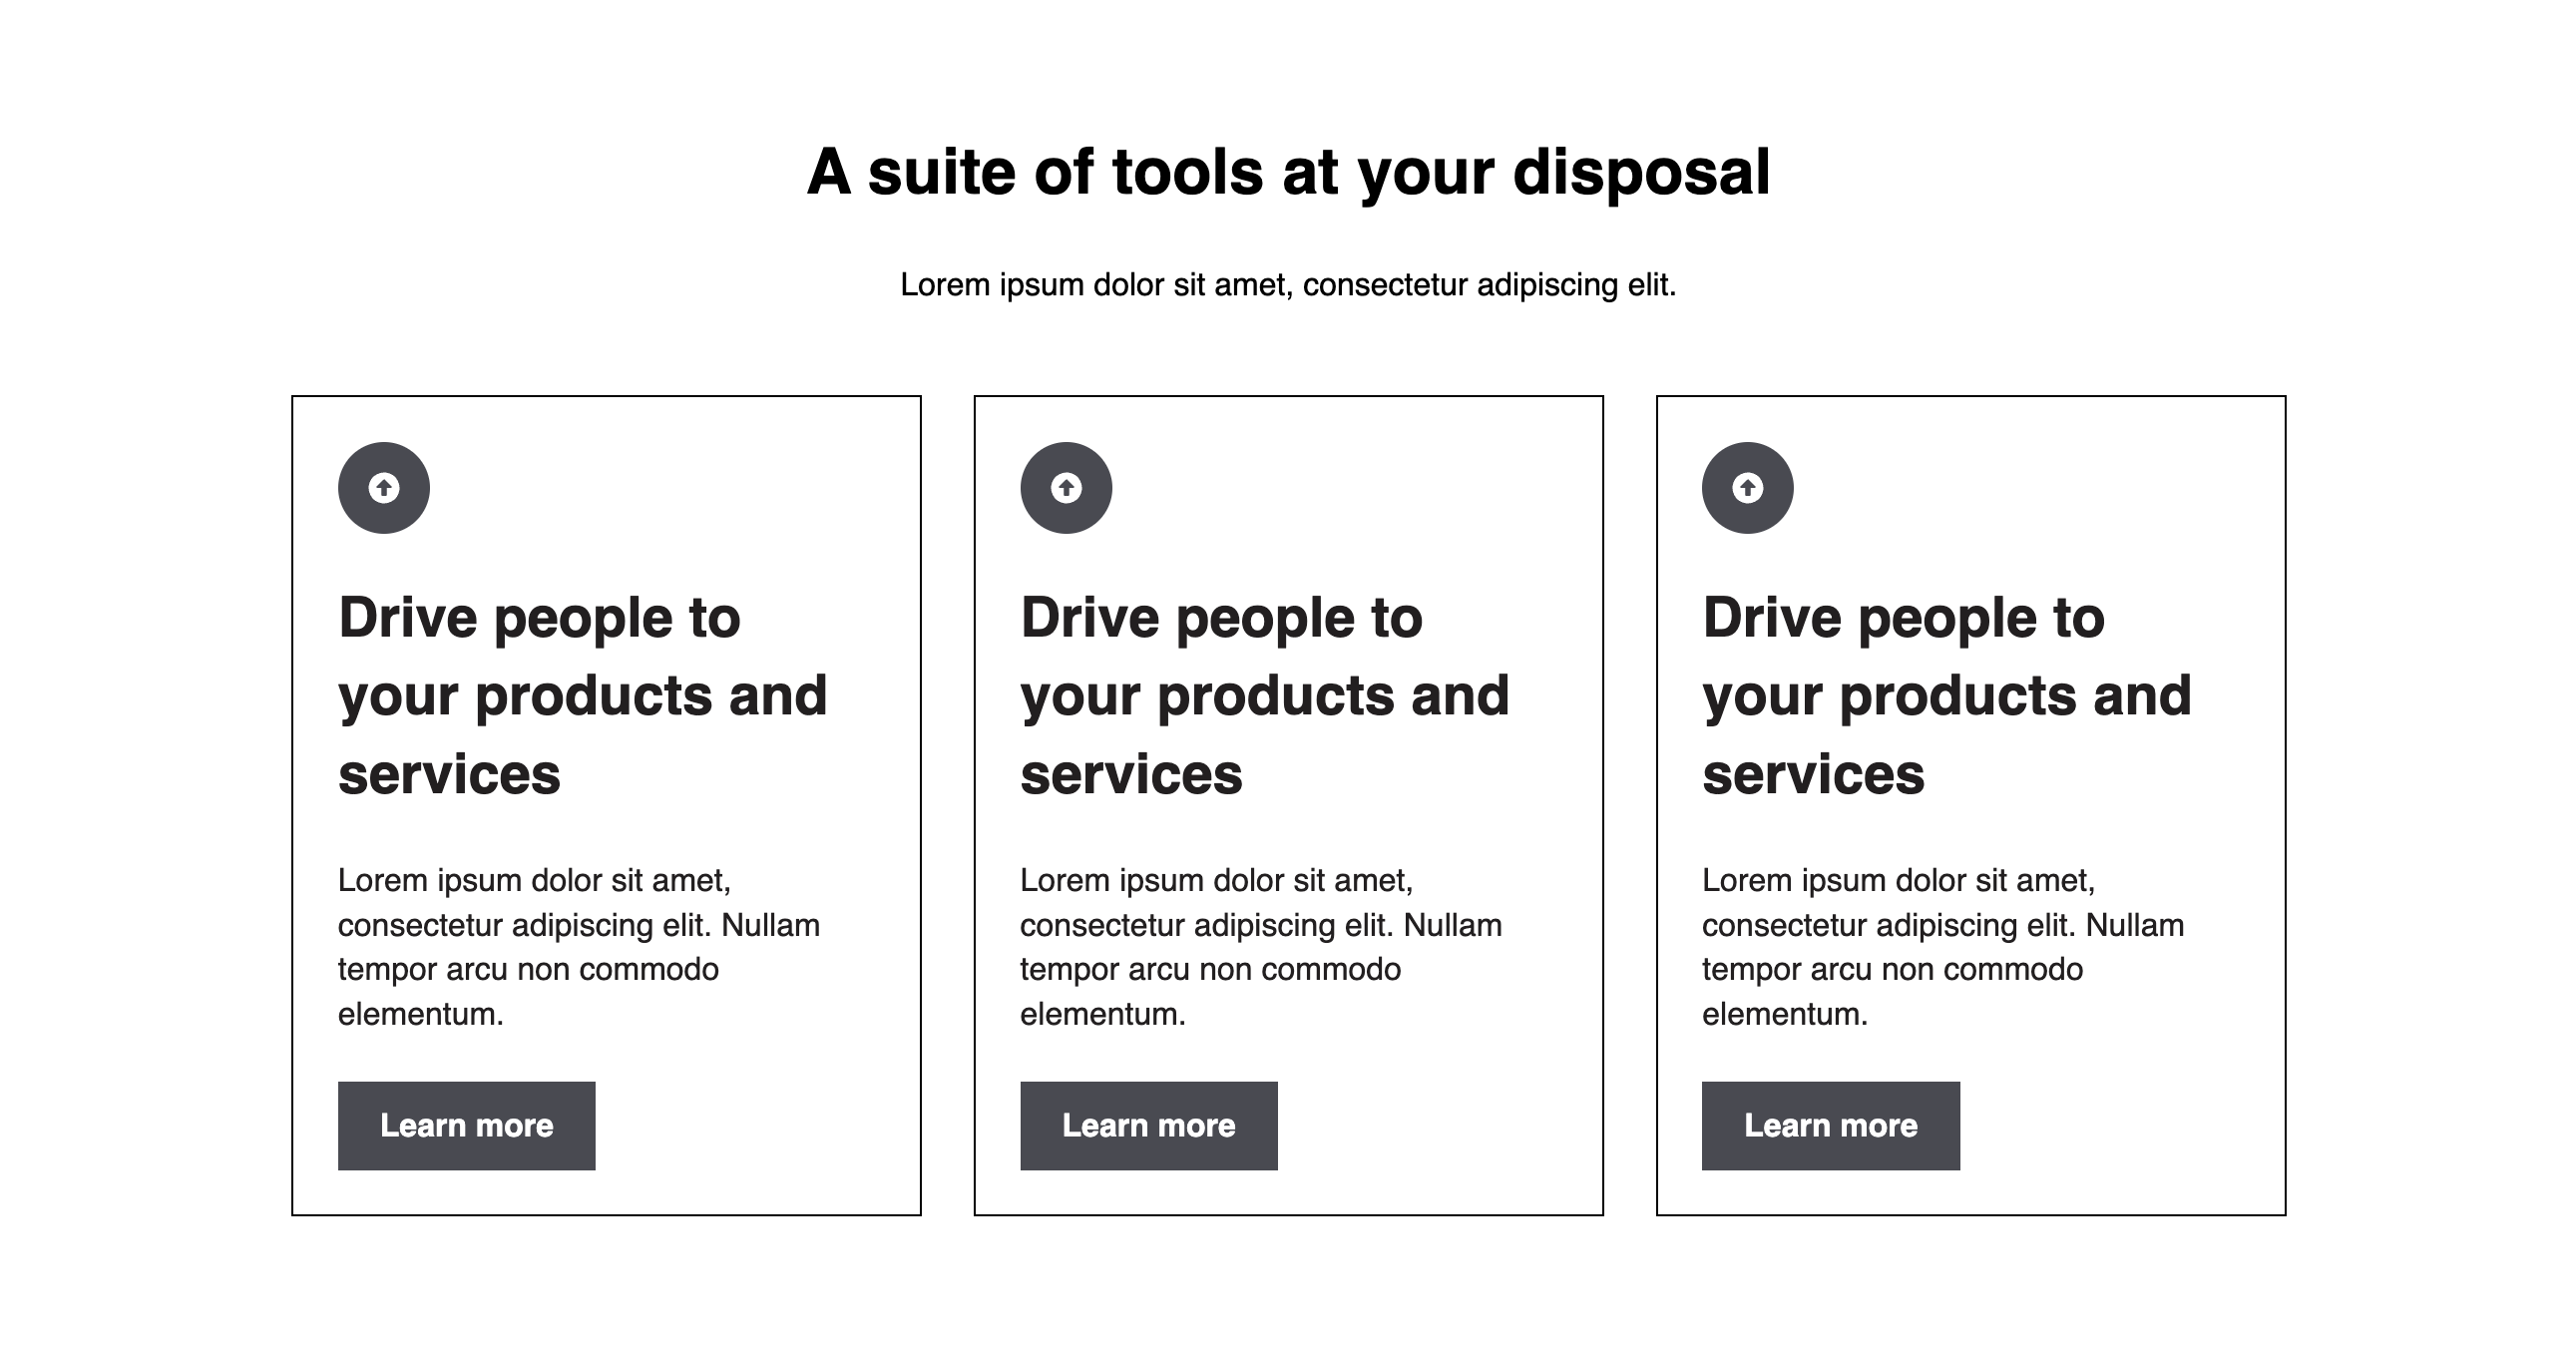 A suite of tools at your disposal
Lorem ipsum dolor sit amet, consectetur adipiscing elit.
Drive people to
your products and
services
Lorem ipsum dolor sit amet,
consectetur adipiscing elit. Nullam
tempor arcu non commodo
elementum.
Learn more
Drive people to
your products and
services
Lorem ipsum dolor sit amet,
consectetur adipiscing elit. Nullam
tempor arcu non commodo
elementum.
Learn more
Drive people to
your products and
services
Lorem ipsum dolor sit amet,
consectetur adipiscing elit. Nullam
tempor arcu non commodo
elementum.
Learn more